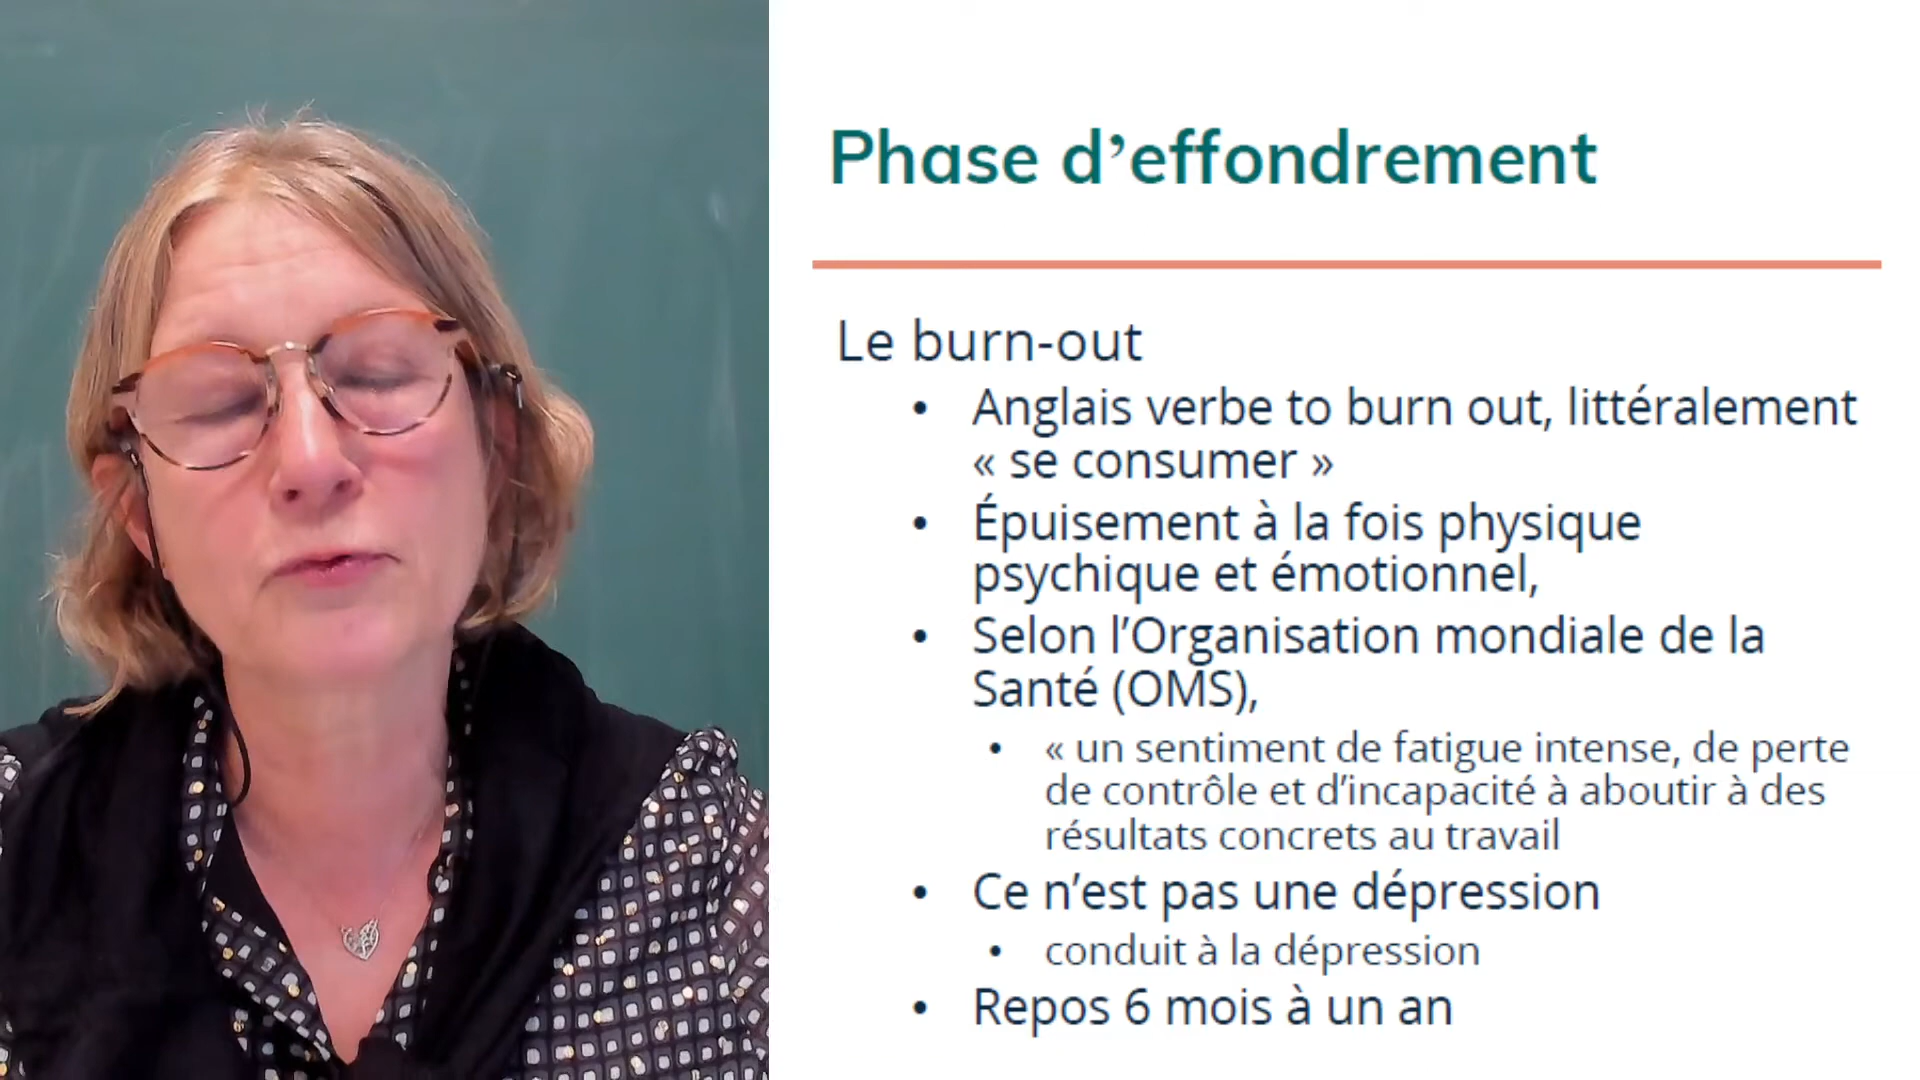 Phase d’effondrement
Le burn-out
• Anglais verbe to burn out, littéralement
« se consumer »
• Épuisement à la fois physique
psychique et émotionnel,
• Selon l’Organisation mondiale de la
Santé (OMS),
• « un sentiment de fatigue intense, de perte
de contrôle et d’incapacité à aboutir à des
résultats concrets au travail
• Ce n’est pas une dépression
• conduit à la dépression
• Repos 6 mois à un an